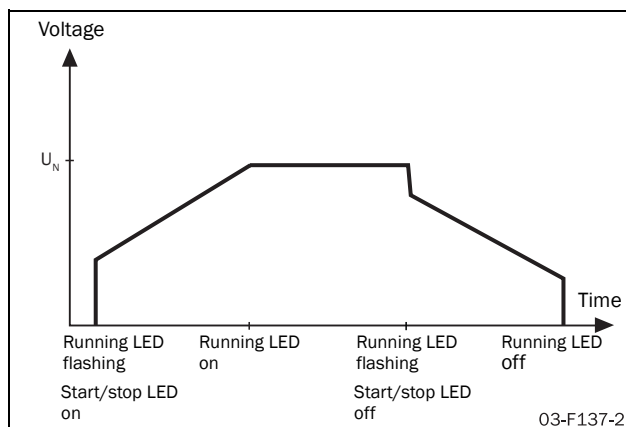 Voltage
U_N
Time
Running LED
flashing
Start/stop LED
on
Running LED
on
Running LED
flashing
Start/stop LED
off
Running LED
off
03-F137-2